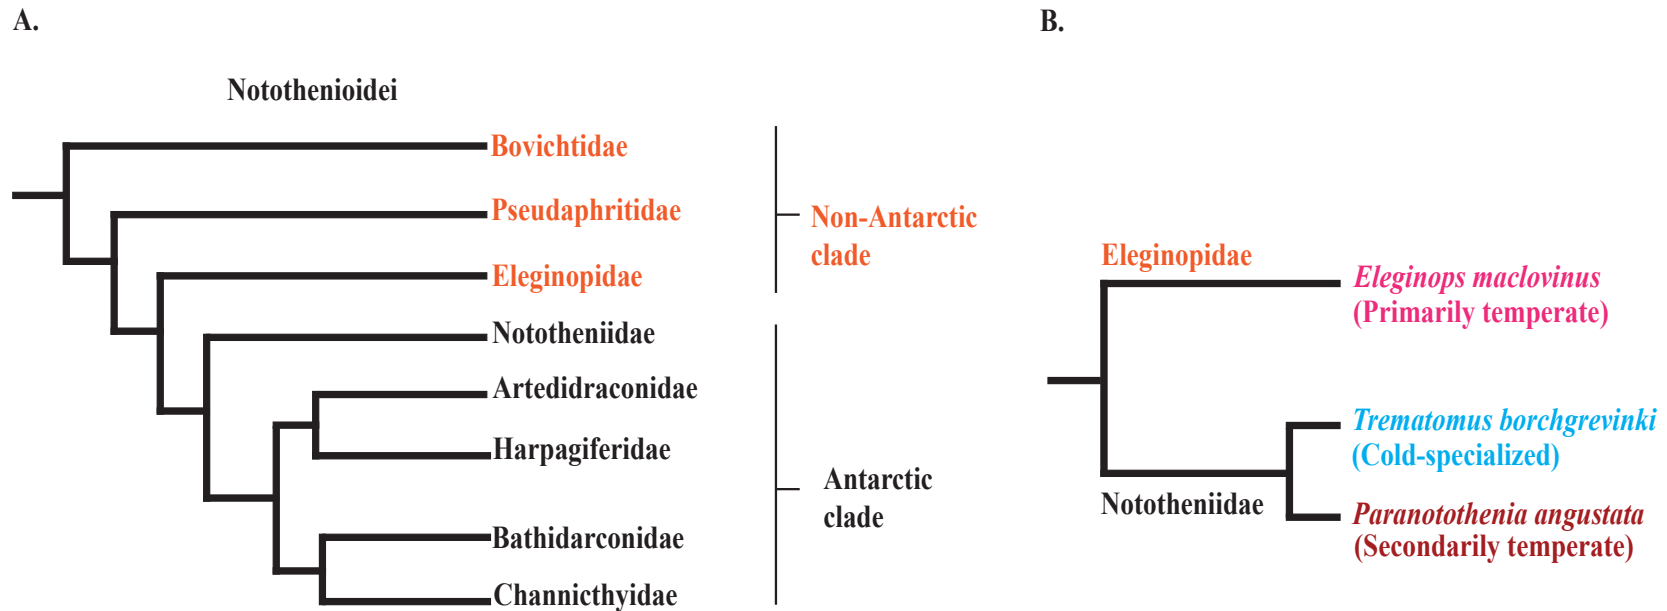 A.
Notothenioidei
Bovichtidae
Pseudaphritidae
Eleginopidae
Nototheniidae
Artedidraconidae
Harpagiferidae
Bathidarconidae
Channicthyidae
Non-Antarctic
clade
Antarctic
clade
B.
Eleginopidae
Eleginops maclovinus
(Primarily temperate)
Trematomus borchgrevinki
(Cold-specialized)
Nototheniidae
Paranotothenia angustata
(Secondarily temperate)